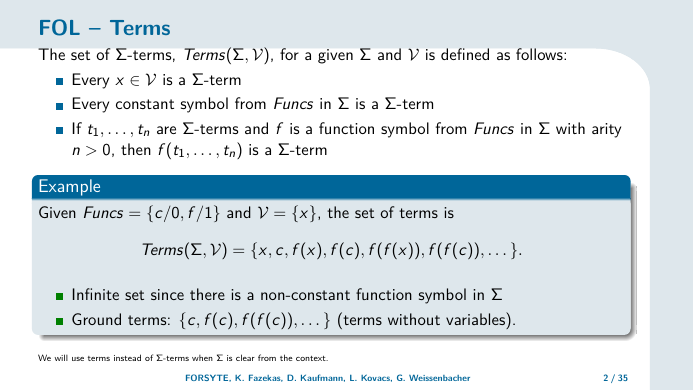 FOL – Terms
The set of Σ-terms, Terms(Σ, 𝒱), for a given Σ and 𝒱 is defined as follows:
Every x ∈ 𝒱 is a Σ-term
Every constant symbol from Funcs in Σ is a Σ-term
If t₁, . . . , tₙ are Σ-terms and f is a function symbol from Funcs in Σ with arity
n > 0, then f(t₁, . . . , tₙ) is a Σ-term
Example
Given Funcs = {c/0, f/1} and 𝒱 = {x}, the set of terms is
Terms(Σ, 𝒱) = {x, c, f(x), f(c), f(f(x)), f(f(c)), . . . }.
Infinite set since there is a non-constant function symbol in Σ
Ground terms: {c, f(c), f(f(c)), . . . } (terms without variables).
We will use terms instead of Σ-terms when Σ is clear from the context.
FORSYTE, K. Fazekas, D. Kaufmann, L. Kovacs, G. Weissenbacher 2 / 35